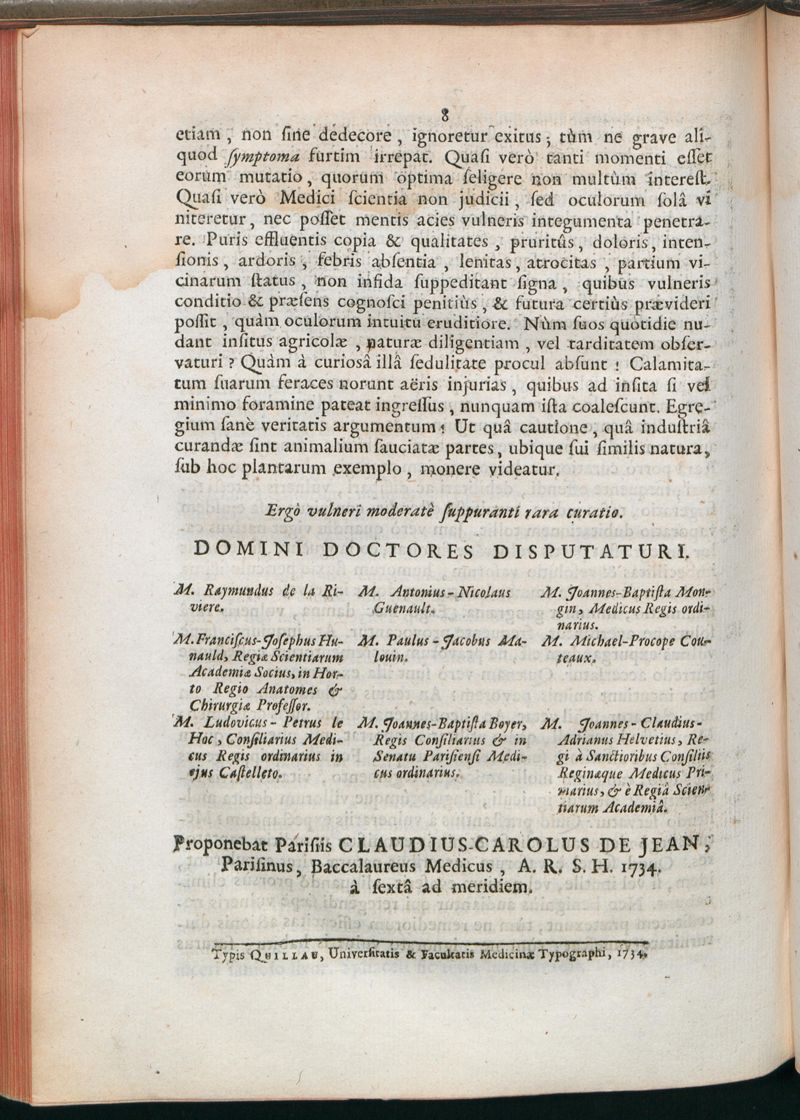 8
etiam, non ſine dédecore, ignoretur exitus; tùm ne grave ali-
quod ſymptoma furtim irrepat. Quaſi verò tanti momenti eſſet
eorum mutatio, quorum optima ſeligere non multùm intereſt.
Quaſi verò Medici ſcientia non judicii, ſed oculorum ſolâ vi
niteretur, nec poſſet mentis acies vulneris integumenta penetra-
re. Puris effluentis copia & qualitates, pruritûs, doloris, inten-
ſionis, ardoris, febris abſentia, lenitas, atrocitas, partium vi-
cinarum ſtatus, non infida ſuppeditant ſigna, quibus vulneris
conditio & præſens cognoſci penitiùs, & futura certiùs prævideri
poſſit, quàm oculorum intuitu eruditiore. Nùm ſuos quotidie nu-
dant inſitus agricolæ, naturæ diligentiam, vel tarditatem obſer-
vaturi? Quàm à curioſâ illâ ſedulitate procul abſunt! Calamita-
tum ſuarum feraces norunt aëris injurias, quibus ad inſita ſi vel
minimo foramine pateat ingreſſus, nunquam iſta coaleſcunt. Egre-
gium ſanè veritatis argumentum! Ut quâ cautione, quâ induſtriâ
curandæ ſint animalium ſauciatæ partes, ubique ſui ſimilis natura,
ſub hoc plantarum exemplo, monere videatur.
Ergò vulneri moderatè ſuppuranti rara curatio.
DOMINI DOCTORES DISPUTATURI.
M. Raymundus de la Ri-
viere.
M. Antonius-Nicolaus
Guenault.
M. Joannes-Baptiſta Mon-
gin, Medicus Regis ordi-
narius.
M. Franciſcus-Joſephus Hu-
nauld, Regiæ Scientiarum
Academiæ Socius, in Hor-
to Regio Anatomes &
Chirurgiæ Profeſſor.
M. Paulus-Jacobus Ma-
louin.
M. Michael-Procope Cou-
teaux.
M. Ludovicus-Petrus le
Hoc, Conſiliarius Medi-
cus Regis ordinarius in
ejus Caſtelleto.
M. Joannes-Baptiſta Boyer,
Regis Conſiliarius & in
Senatu Pariſienſi Medi-
cus ordinarius.
M. Joannes-Claudius-
Adrianus Helvetius, Re-
gi à Sanctioribus Conſiliis
Reginæque Medicus Pri-
marius, & è Regiâ Scien-
tiarum Academiâ.
Proponebat Pariſiis CLAUDIUS-CAROLUS DE JEAN,
Pariſinus, Baccalaureus Medicus, A. R. S. H. 1734.
à ſextâ ad meridiem.
Typis QUILLAU, Univerſitatis & Facultatis Medicinæ Typographi, 1734.